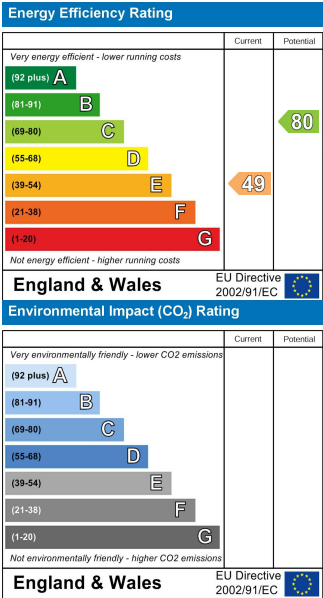 Energy Efficiency Rating
Current Potential
Very energy efficient - lower running costs
(92 plus) A
(81-91) B
(69-80) C
(55-68) D
(39-54) E
(21-38) F
(1-20) G
80
49
Not energy efficient - higher running costs
England & Wales
EU Directive
2002/91/EC
Environmental Impact (CO₂) Rating
Current Potential
Very environmentally friendly - lower CO2 emissions
(92 plus) A
(81-91) B
(69-80) C
(55-68) D
(39-54) E
(21-38) F
(1-20) G
Not environmentally friendly - higher CO2 emissions
England & Wales
EU Directive
2002/91/EC